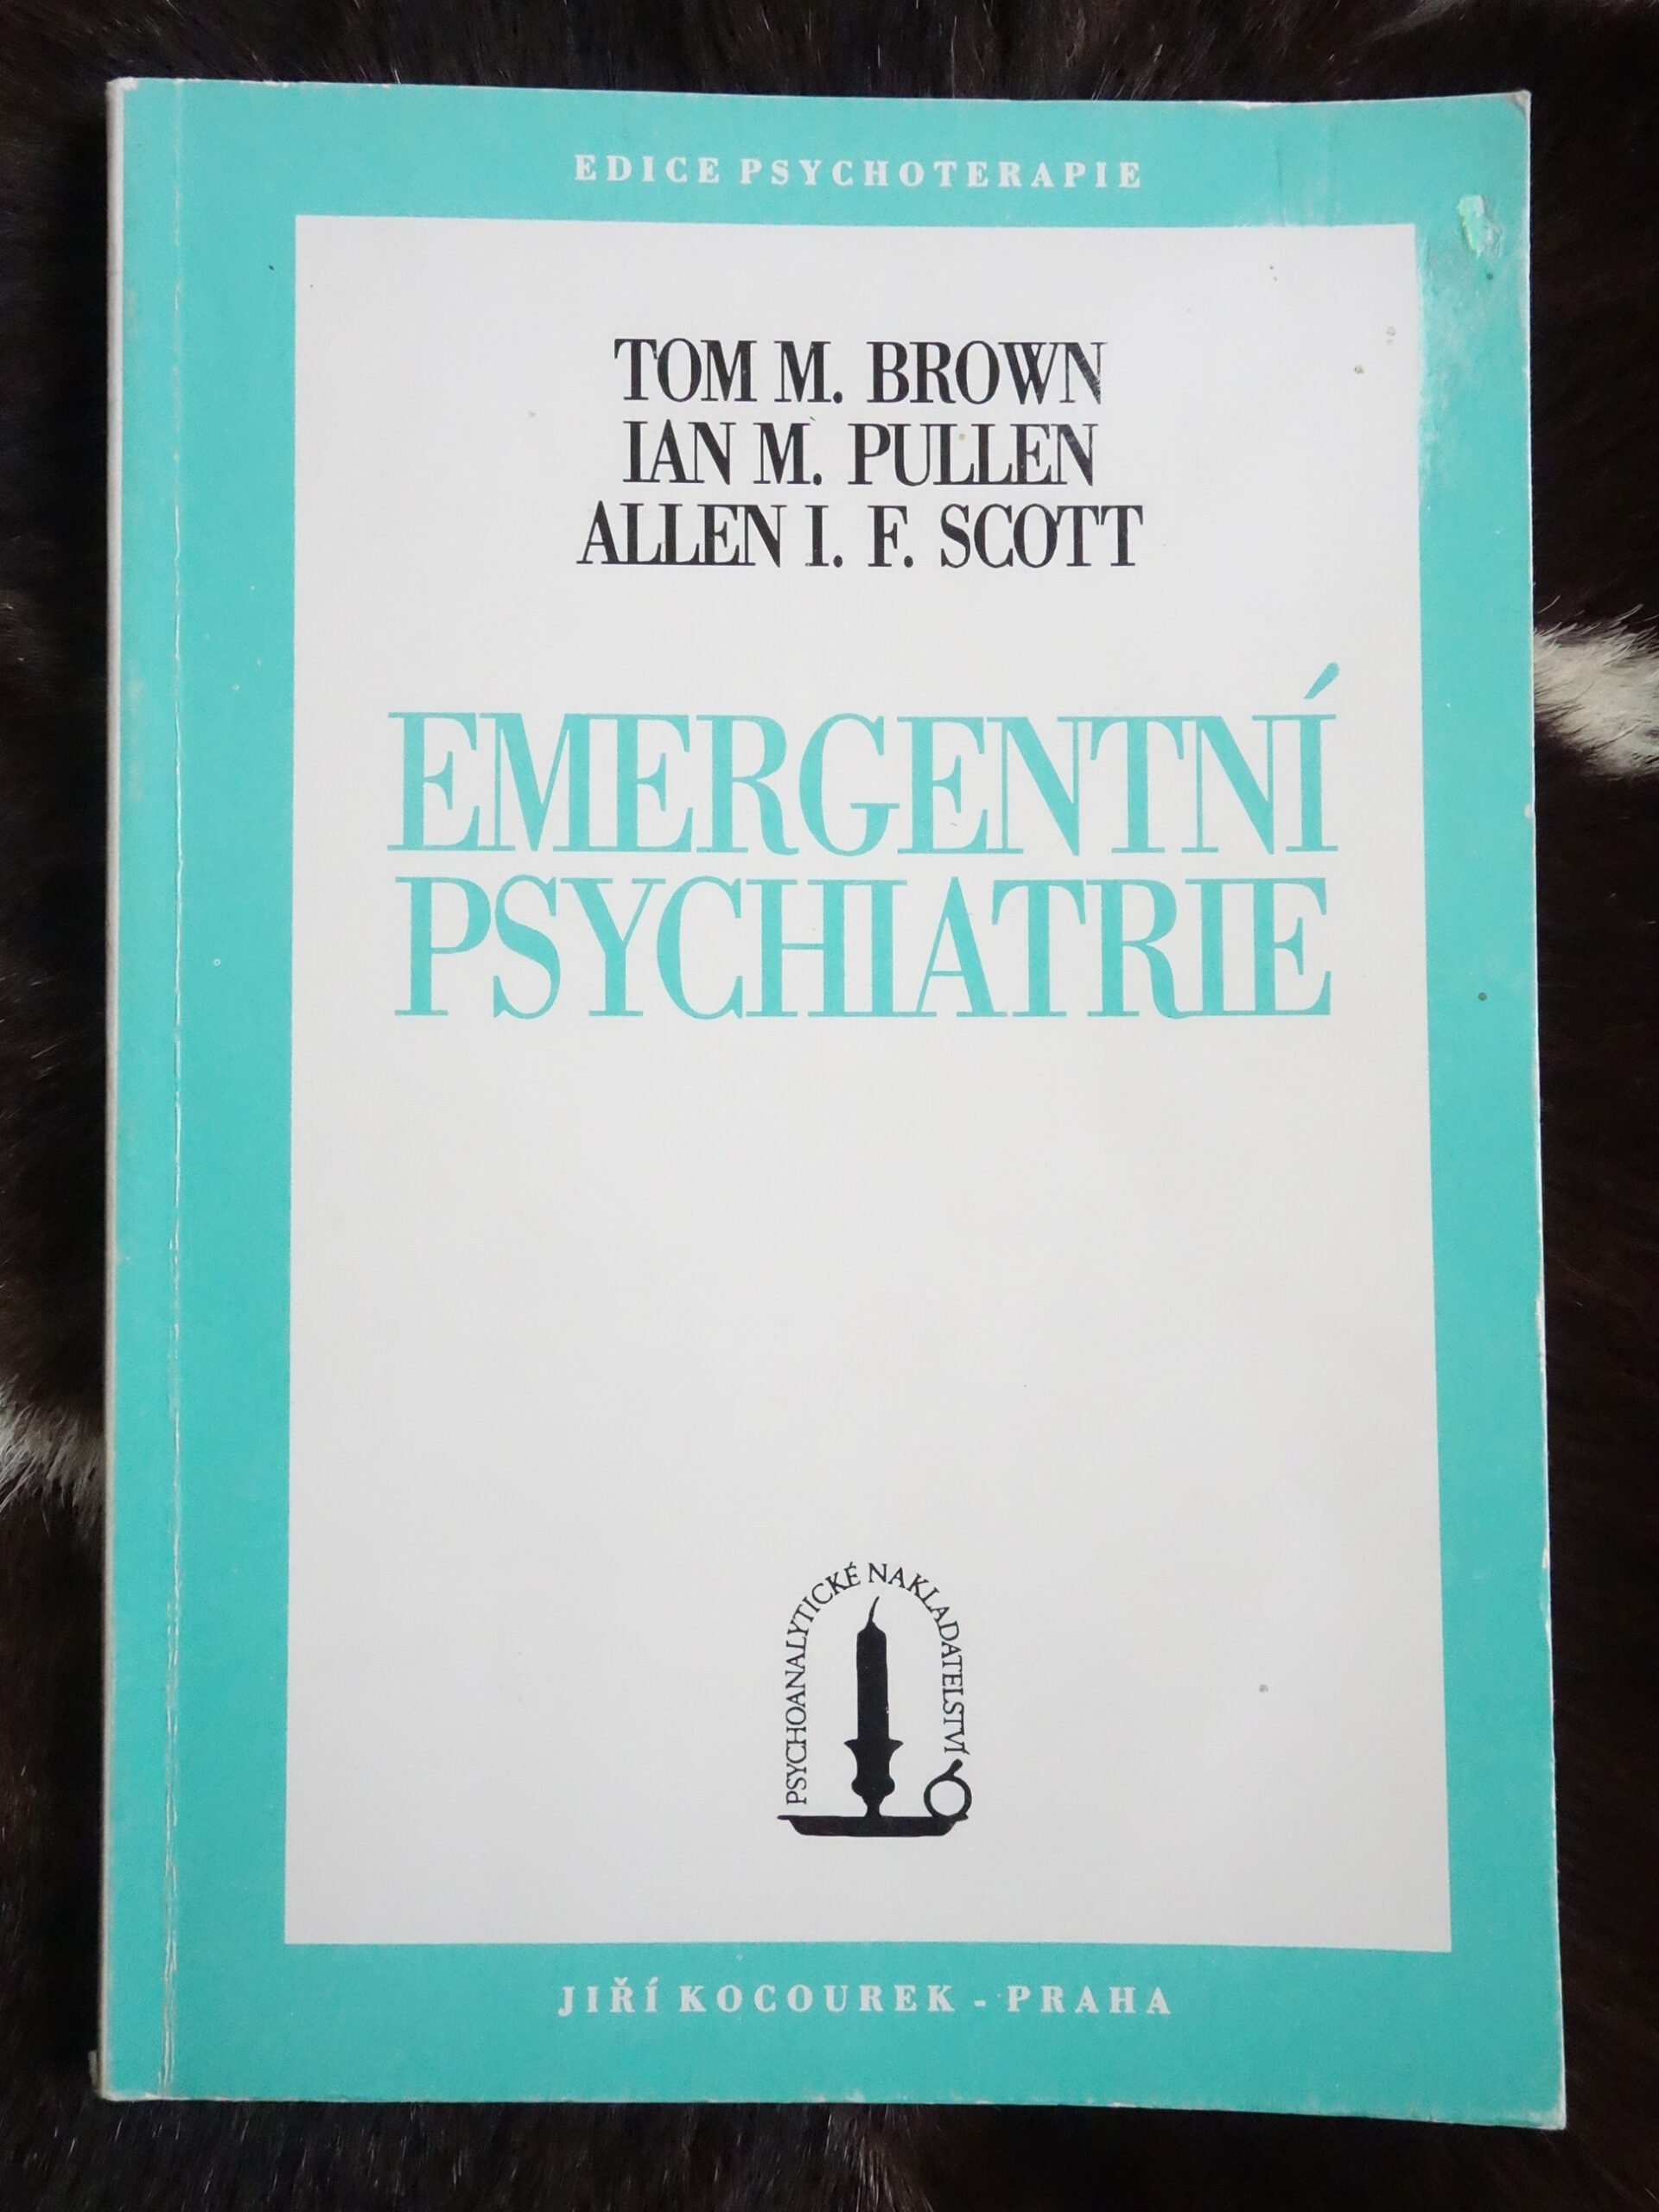 EDICE PSYCHOTERAPIE
TOM M. BROWN
IAN M. PULLEN
ALLEN I. F. SCOTT
EMERGENTNÍ
PSYCHIATRIE
PSYCHOANALYTICKÉ NAKLADATELSTVÍ
JIŘÍ KOCOUREK - PRAHA